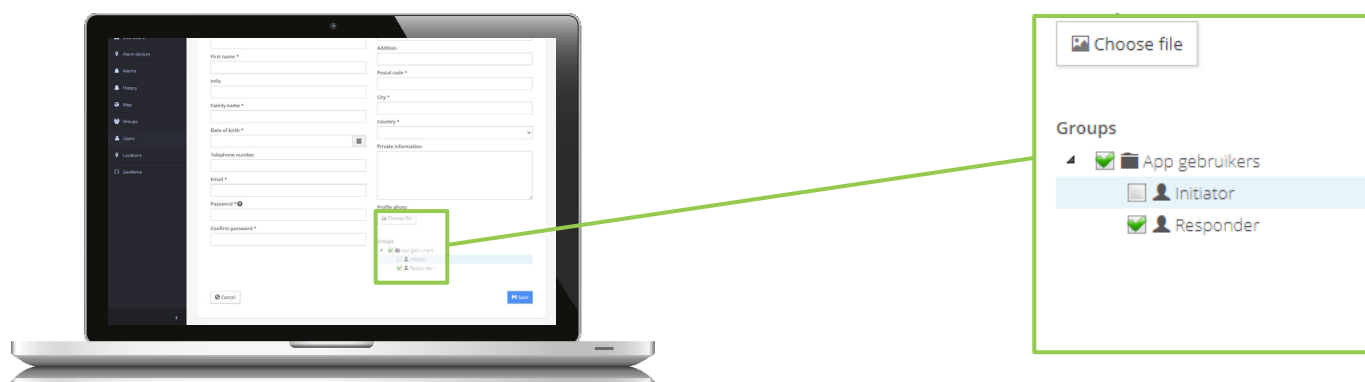 Alarm devices
Alarms
History
Map
Groups
Users
Locations
Geofence
First name *
Infix
Family name *
Date of birth *
Telephone number
Email *
Password *
Confirm password *
Cancel
Addition
Postal code *
City *
Country *
Private information
Profile photo
Choose file
Groups
App gebruikers
Initiator
Responder
Save
Choose file
Groups
App gebruikers
Initiator
Responder